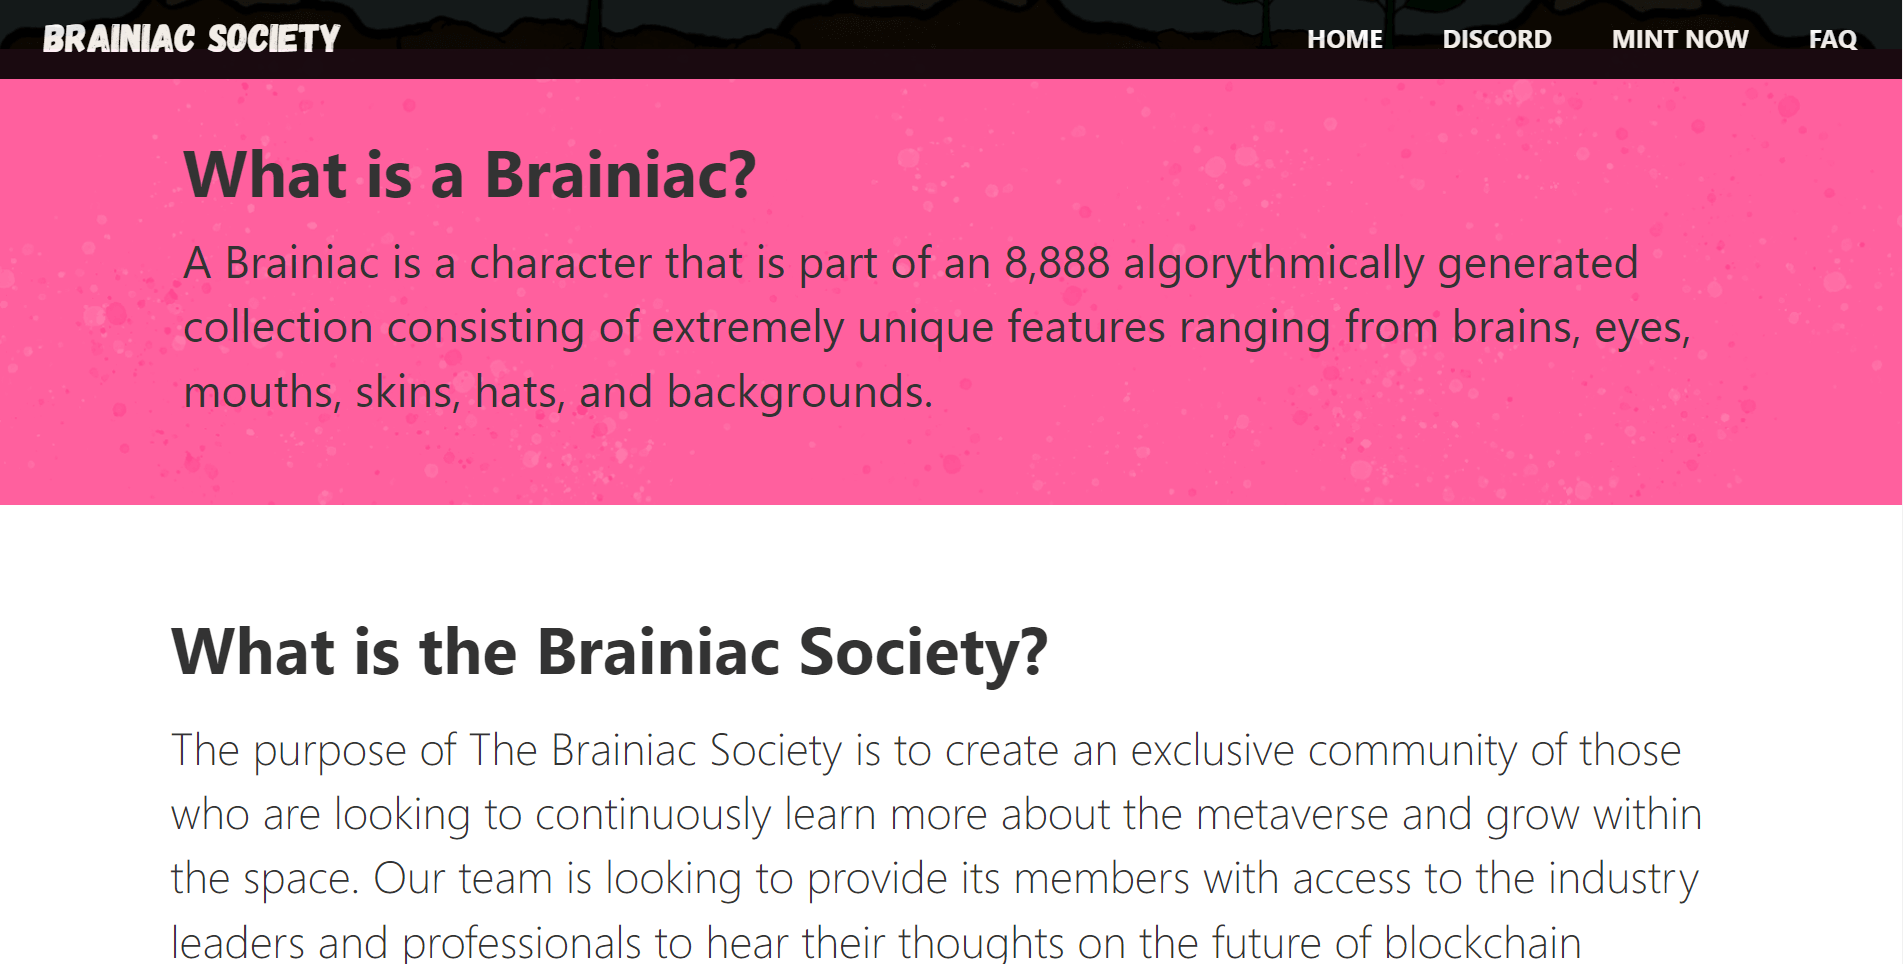 BRAINIAC SOCIETY
HOME DISCORD MINT NOW FAQ
What is a Brainiac?
A Brainiac is a character that is part of an 8,888 algorythmically generated
collection consisting of extremely unique features ranging from brains, eyes,
mouths, skins, hats, and backgrounds.
What is the Brainiac Society?
The purpose of The Brainiac Society is to create an exclusive community of those
who are looking to continuously learn more about the metaverse and grow within
the space. Our team is looking to provide its members with access to the industry
leaders and professionals to hear their thoughts on the future of blockchain